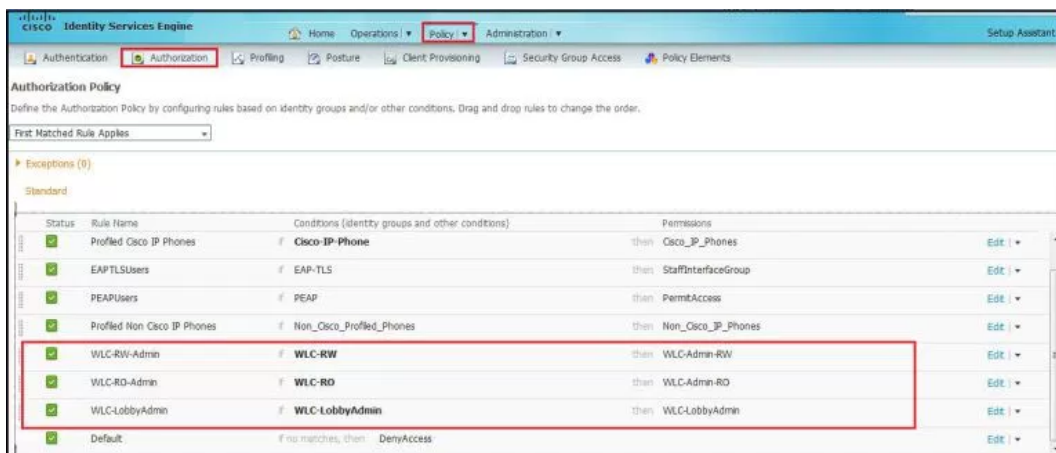 cisco Identity Services Engine
Home Operations Policy Administration Setup Assistant
Authentication Authorization Profiling Posture Client Provisioning Security Group Access Policy Elements
Authorization Policy
Define the Authorization Policy by configuring rules based on identity groups and/or other conditions. Drag and drop rules to change the order.
First Matched Rule Applies
Exceptions (0)
Standard
Status Rule Name Conditions (identity groups and other conditions) Permissions
Profiled Cisco IP Phones if Cisco-IP-Phone then Cisco_IP_Phones Edit
EAPTLSUsers if EAP-TLS then StaffInterfaceGroup Edit
PEAPUsers if PEAP then PermitAccess Edit
Profiled Non Cisco IP Phones if Non_Cisco_Profiled_Phones then Non_Cisco_IP_Phones Edit
WLC-RW-Admin if WLC-RW then WLC-Admin-RW Edit
WLC-RO-Admin if WLC-RO then WLC-Admin-RO Edit
WLC-LobbyAdmin if WLC-LobbyAdmin then WLC-LobbyAdmin Edit
Default if no matches, then DenyAccess Edit